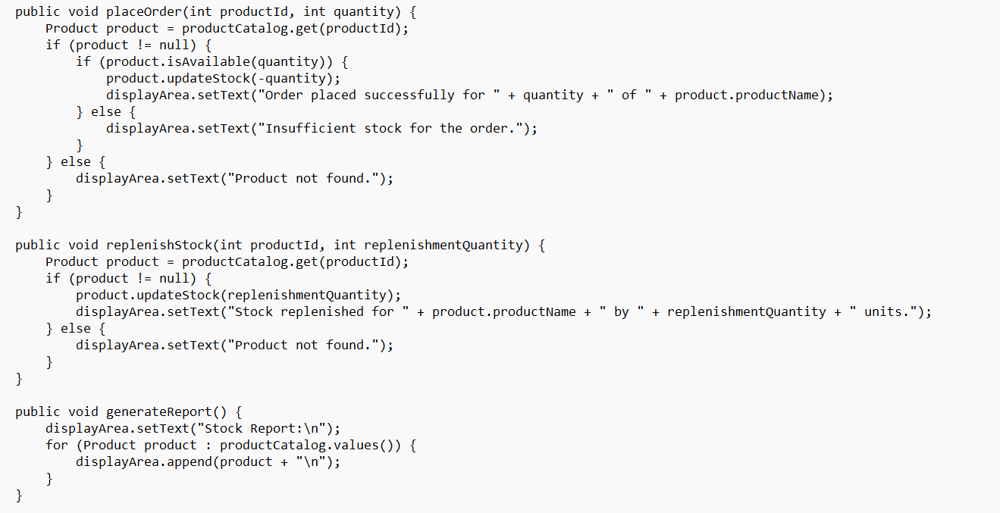 public void placeOrder(int productId, int quantity) {
    Product product = productCatalog.get(productId);
    if (product != null) {
        if (product.isAvailable(quantity)) {
            product.updateStock(-quantity);
            displayArea.setText("Order placed successfully for " + quantity + " of " + product.productName);
        } else {
            displayArea.setText("Insufficient stock for the order.");
        }
    } else {
        displayArea.setText("Product not found.");
    }
}

public void replenishStock(int productId, int replenishmentQuantity) {
    Product product = productCatalog.get(productId);
    if (product != null) {
        product.updateStock(replenishmentQuantity);
        displayArea.setText("Stock replenished for " + product.productName + " by " + replenishmentQuantity + " units.");
    } else {
        displayArea.setText("Product not found.");
    }
}

public void generateReport() {
    displayArea.setText("Stock Report:\n");
    for (Product product : productCatalog.values()) {
        displayArea.append(product + "\n");
    }
}